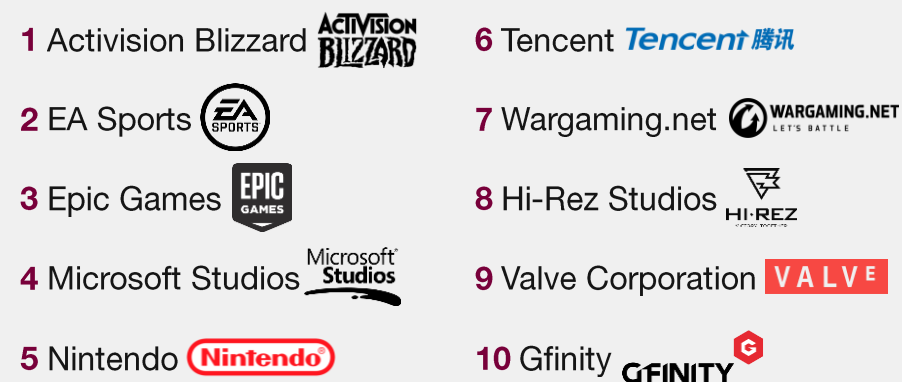 1 Activision Blizzard ACTIVISION BLIZZARD
2 EA Sports EA SPORTS
3 Epic Games EPIC GAMES
4 Microsoft Studios Microsoft® Studios
5 Nintendo Nintendo®
6 Tencent Tencent 腾讯
7 Wargaming.net WARGAMING.NET LET'S BATTLE
8 Hi-Rez Studios HI-REZ VICTORY TOGETHER
9 Valve Corporation VALVE
10 Gfinity G GFINITY